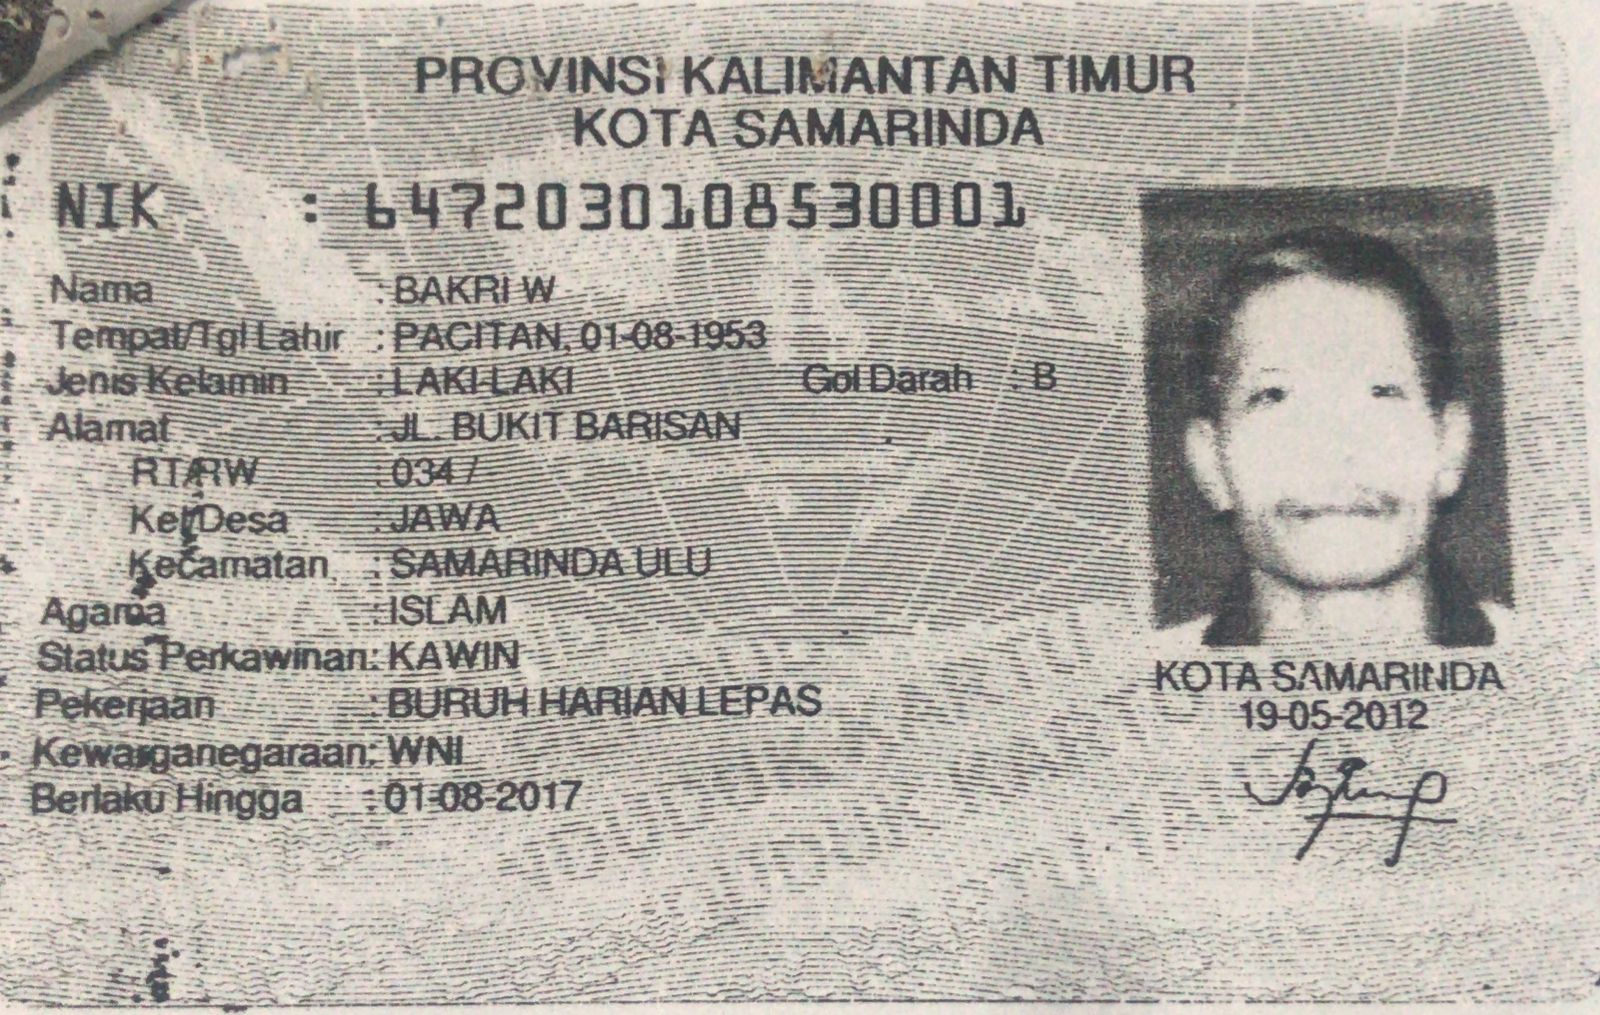 PROVINSI KALIMANTAN TIMUR
KOTA SAMARINDA
NIK : 6472030108530001
Nama : BAKRI W
Tempat/Tgl Lahir : PACITAN, 01-08-1953
Jenis Kelamin : LAKI-LAKI Gol Darah : B
Alamat : JL. BUKIT BARISAN
RT/RW : 034 /
Kel/Desa : JAWA
Kecamatan : SAMARINDA ULU
Agama : ISLAM
Status Perkawinan: KAWIN
Pekerjaan : BURUH HARIAN LEPAS
Kewarganegaraan: WNI
Berlaku Hingga : 01-08-2017
KOTA SAMARINDA
19-05-2012